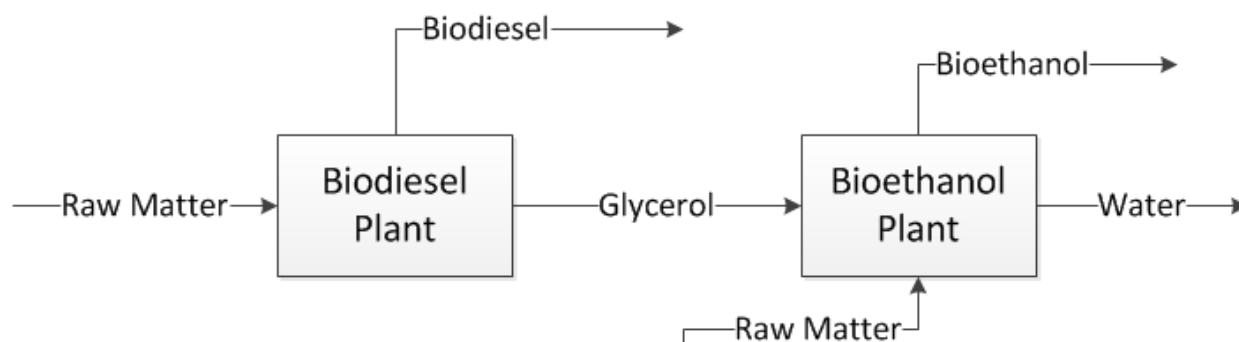 Biodiesel
Bioethanol
Raw Matter
Biodiesel
Plant
Glycerol
Bioethanol
Plant
Water
Raw Matter